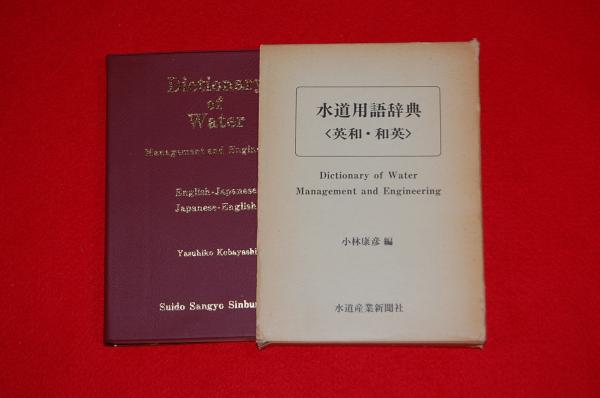 Dictionary
of
Water
Management and Engine
English-Japanese
Japanese-English
Yasuhiko Kobayashi
Suido Sangyo Sinbun
水道用語辞典
<英和・和英>
Dictionary of Water
Management and Engineering
小林康彦 編
水道産業新聞社